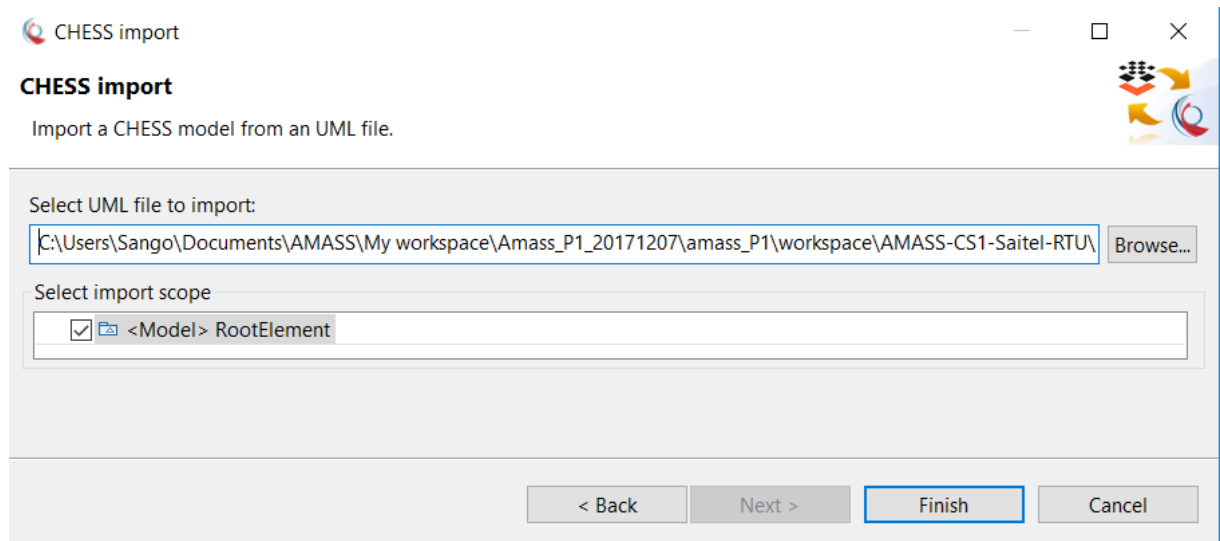 CHESS import
CHESS import
Import a CHESS model from an UML file.
Select UML file to import:
C:\Users\Sango\Documents\AMASS\My workspace\Amass_P1_20171207\amass_P1\workspace\AMASS-CS1-Saitel-RTU\ Browse...
Select import scope
<Model> RootElement
< Back Next > Finish Cancel